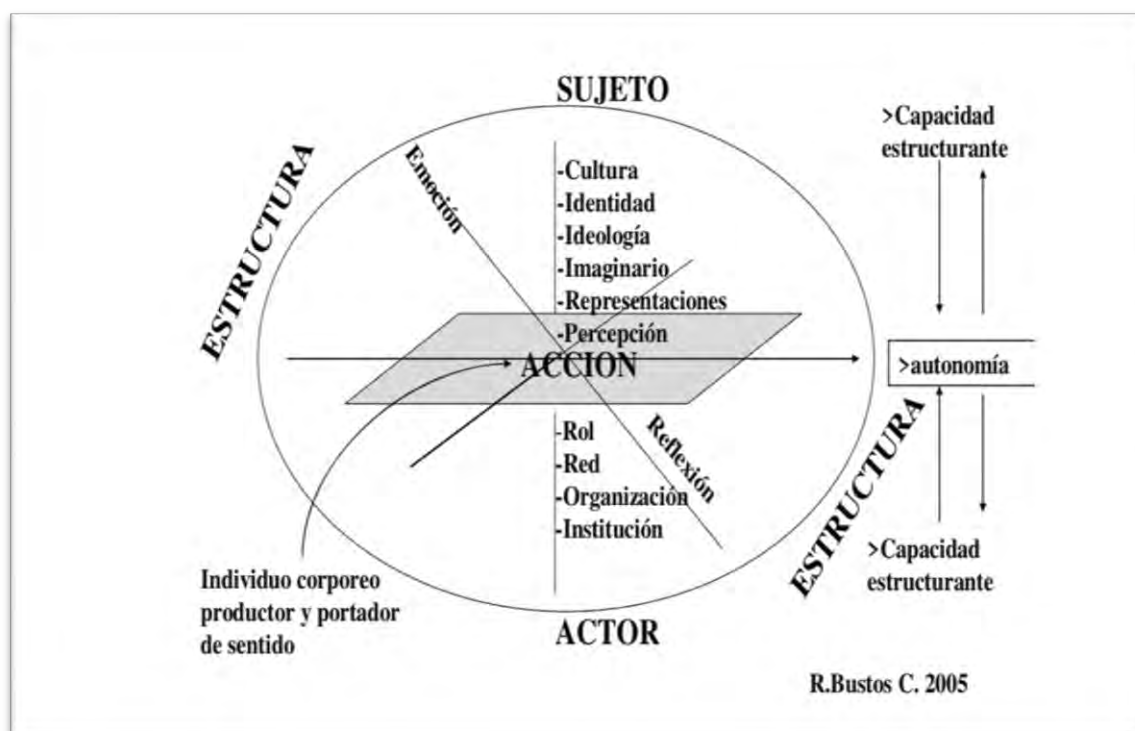 SUJETO
>Capacidad
estructurante
ESTRUCTURA
Emoción
-Cultura
-Identidad
-Ideología
-Imaginario
-Representaciones
-Percepción
ACCION
>autonomía
-Rol
-Red
-Organización
-Institución
Reflexión
ESTRUCTURA
>Capacidad
estructurante
Individuo corporeo
productor y portador
de sentido
ACTOR
R.Bustos C. 2005